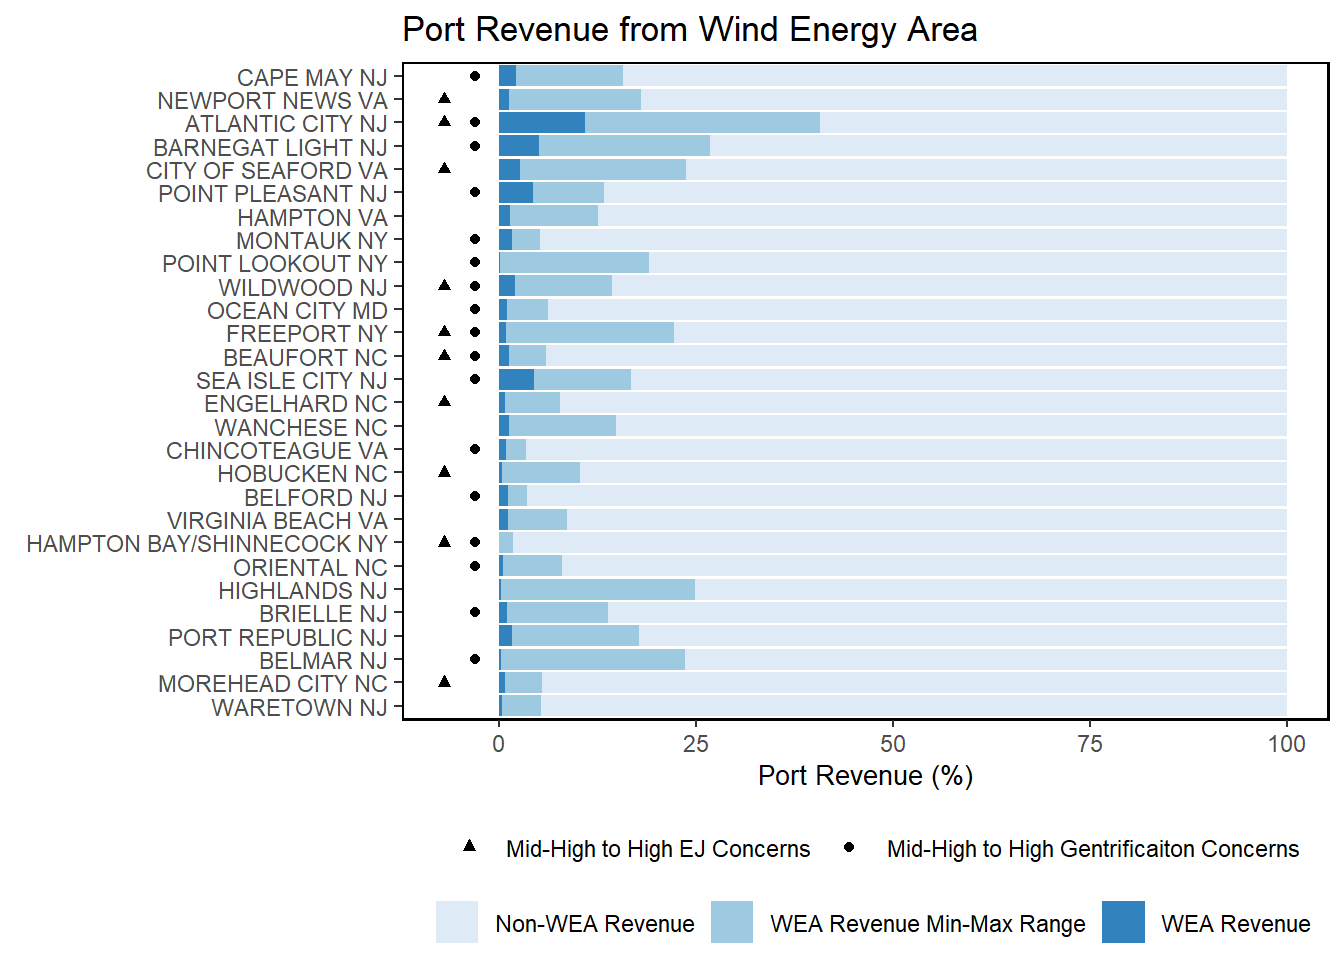 Port Revenue from Wind Energy Area
CAPE MAY NJ
NEWPORT NEWS VA
ATLANTIC CITY NJ
BARNEGAT LIGHT NJ
CITY OF SEAFORD VA
POINT PLEASANT NJ
HAMPTON VA
MONTAUK NY
POINT LOOKOUT NY
WILDWOOD NJ
OCEAN CITY MD
FREEPORT NY
BEAUFORT NC
SEA ISLE CITY NJ
ENGELHARD NC
WANCHESE NC
CHINCOTEAGUE VA
HOBUCKEN NC
BELFORD NJ
VIRGINIA BEACH VA
HAMPTON BAY/SHINNECOCK NY
ORIENTAL NC
HIGHLANDS NJ
BRIELLE NJ
PORT REPUBLIC NJ
BELMAR NJ
MOREHEAD CITY NC
WARETOWN NJ
0 25 50 75 100
Port Revenue (%)
Mid-High to High EJ Concerns Mid-High to High Gentrificaiton Concerns
Non-WEA Revenue WEA Revenue Min-Max Range WEA Revenue